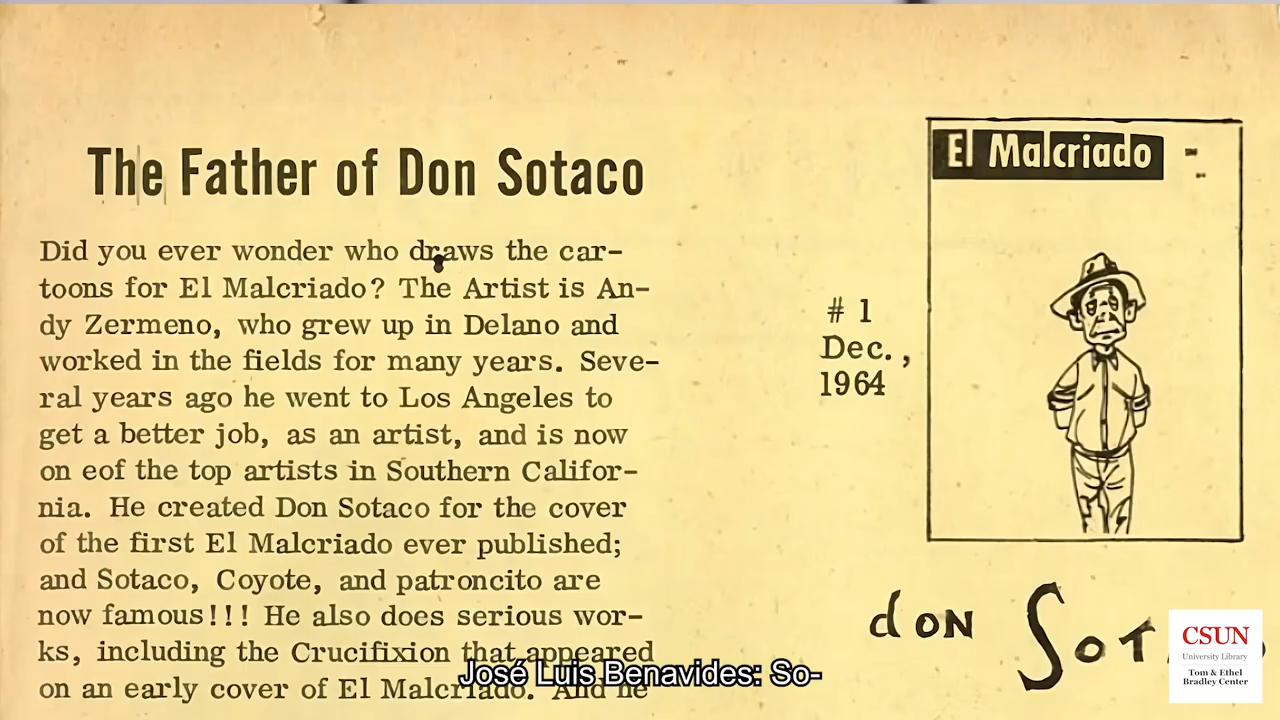 The Father of Don Sotaco
Did you ever wonder who draws the car-
toons for El Malcriado? The Artist is An-
dy Zermeno, who grew up in Delano and
worked in the fields for many years. Seve-
ral years ago he went to Los Angeles to
get a better job, as an artist, and is now
on eof the top artists in Southern Califor-
nia. He created Don Sotaco for the cover
of the first El Malcriado ever published;
and Sotaco, Coyote, and patroncito are
now famous!!! He also does serious wor-
ks, including the Crucifixion that appeared
on an early cover of El Malcriado. And he
El Malcriado
# 1
Dec.,
1964
don Sot
José Luis Benavides: So-
CSUN
University Library
Tom & Ethel
Bradley Center